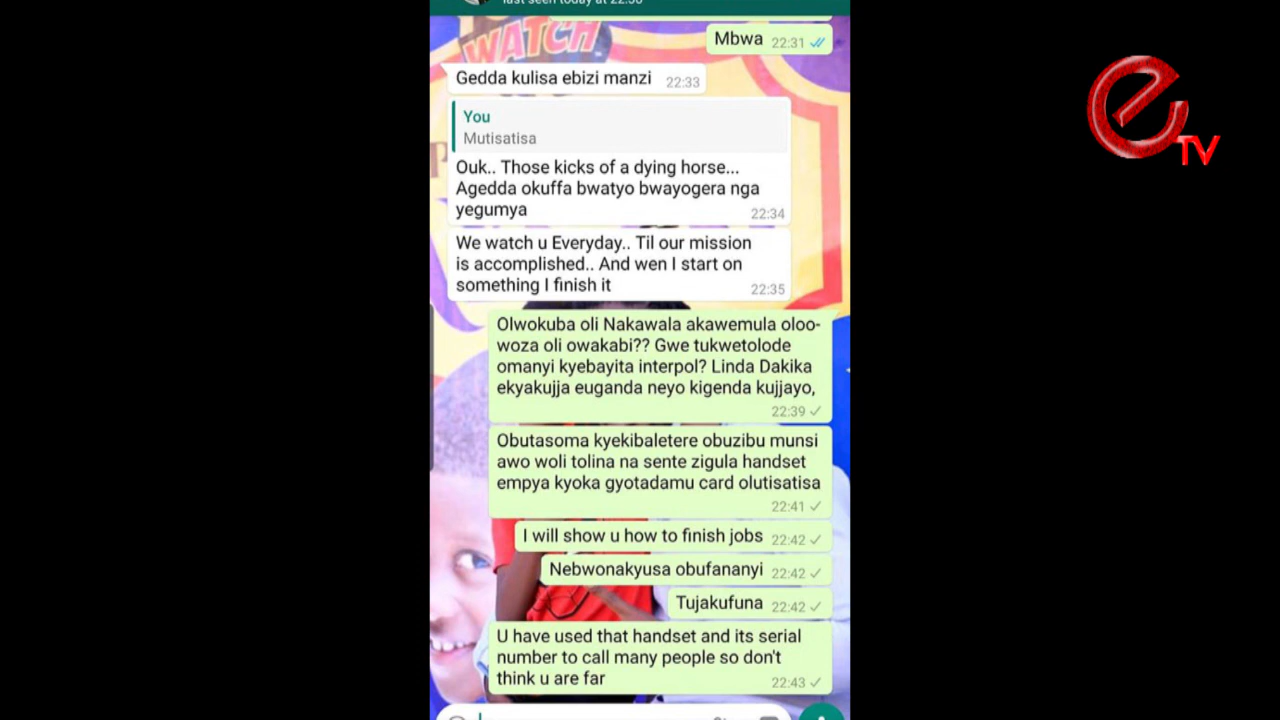 last seen today at 22:36
WATCH
Mbwa 22:31
Gedda kulisa ebizi manzi 22:33
You
Mutisatisa
Ouk.. Those kicks of a dying horse...
Agedda okuffa bwatyo bwayogera nga
yegumya 22:34
We watch u Everyday.. Til our mission
is accomplished.. And wen I start on
something I finish it 22:35
Olwokuba oli Nakawala akawemula oloo-
woza oli owakabi?? Gwe tukwetolode
omanyi kyebayita interpol? Linda Dakika
ekyakujja euganda neyo kigenda kujjayo,
22:39
Obutasoma kyekibaletere obuzibu munsi
awo woli tolina na sente zigula handset
empya kyoka gyotadamu card olutisatisa
22:41
I will show u how to finish jobs 22:42
Nebwonakyusa obufananyi 22:42
Tujakufuna 22:42
U have used that handset and its serial
number to call many people so don't
think u are far 22:43
e TV